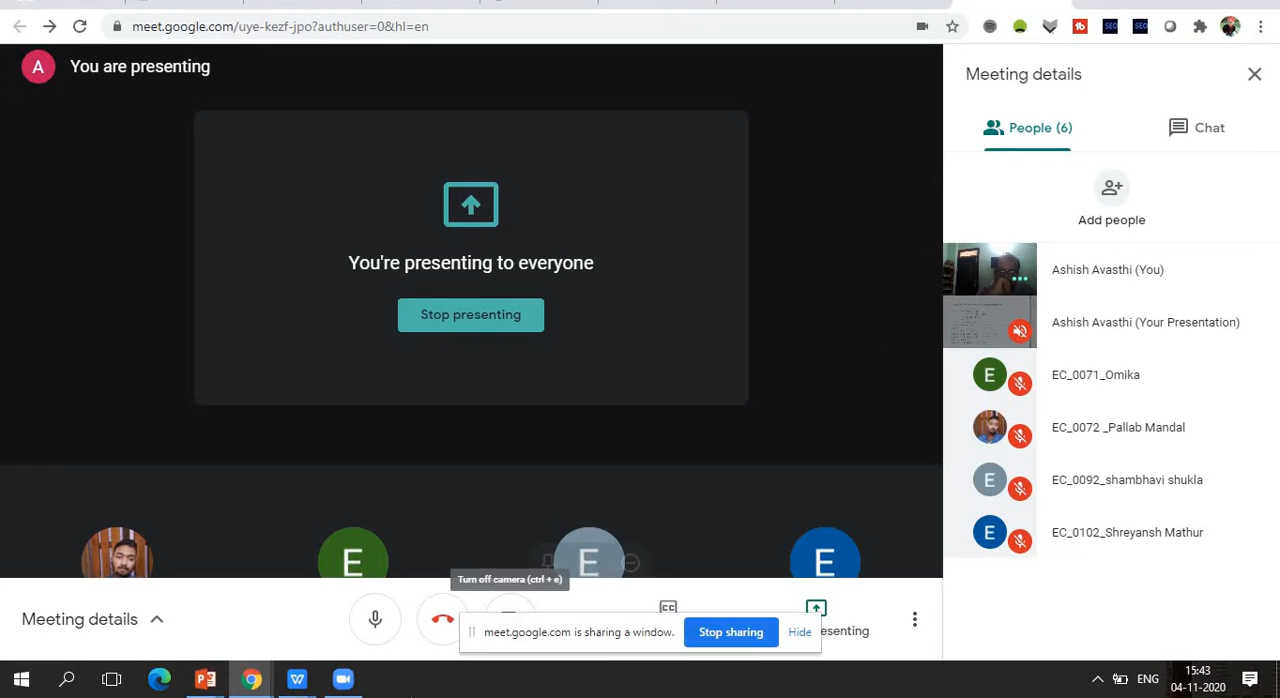 meet.google.com/uye-kezf-jpo?authuser=0&hl=en
tb
SEO
SEO
A
You are presenting
You're presenting to everyone
Stop presenting
Meeting details
People (6)
Chat
Add people
Ashish Avasthi (You)
Ashish Avasthi (Your Presentation)
E
EC_0071_Omika
EC_0072 _Pallab Mandal
E
EC_0092_shambhavi shukla
E
EC_0102_Shreyansh Mathur
E
E
E
Turn off camera (ctrl + e)
Meeting details
meet.google.com is sharing a window.
Stop sharing
Hide
esenting
ENG
15:43
04-11-2020